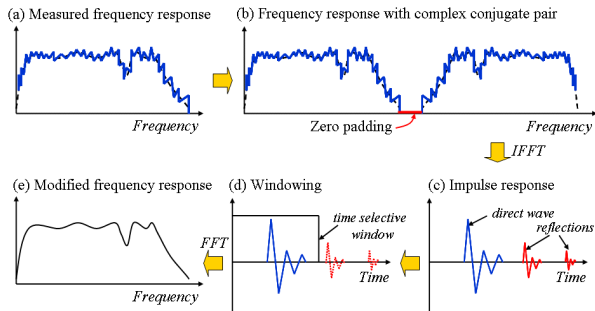 (a) Measured frequency response
(b) Frequency response with complex conjugate pair
Frequency
Zero padding
Frequency
IFFT
(e) Modified frequency response
(d) Windowing
(c) Impulse response
time selective
window
direct wave
reflections
FFT
Time
Time
Frequency